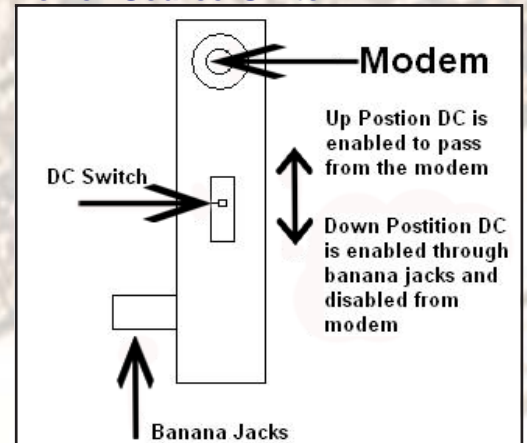 Modem
Up Postion DC is
enabled to pass
from the modem
DC Switch
Down Postition DC
is enabled through
banana jacks and
disabled from
modem
Banana Jacks